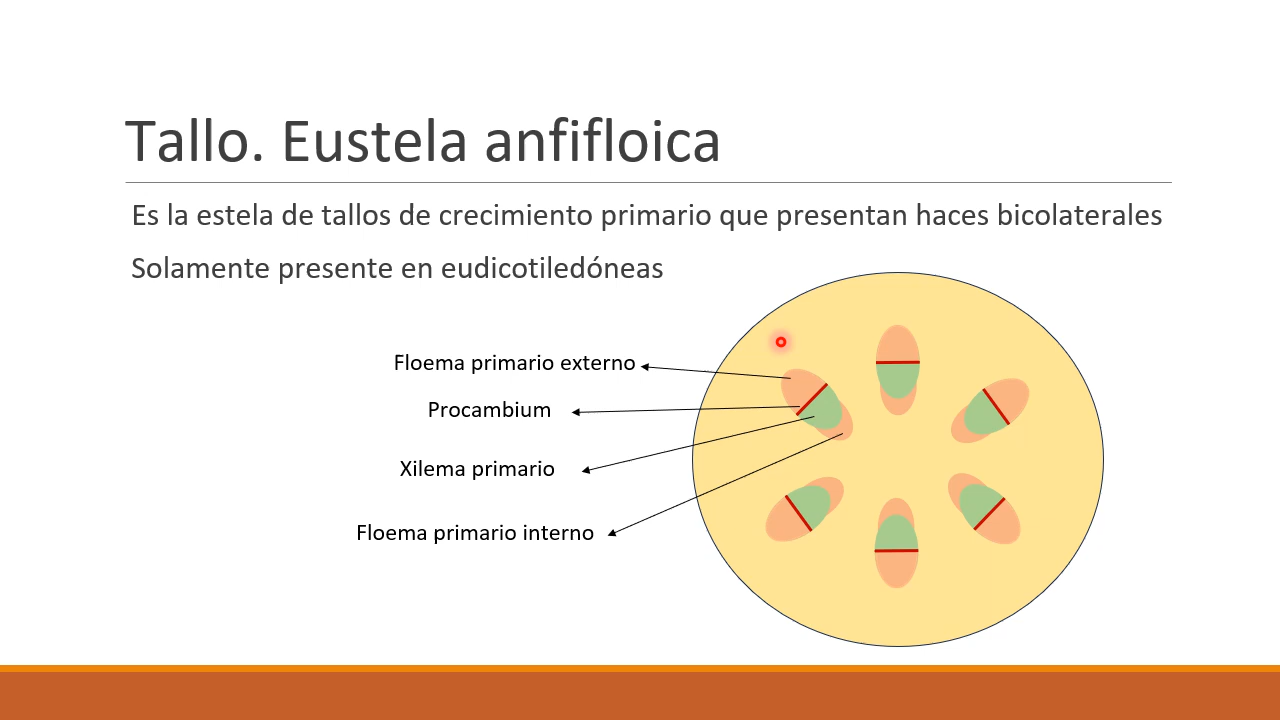 Tallo. Eustela anfifloica
Es la estela de tallos de crecimiento primario que presentan haces bicolaterales
Solamente presente en eudicotiledóneas
Floema primario externo
Procambium
Xilema primario
Floema primario interno